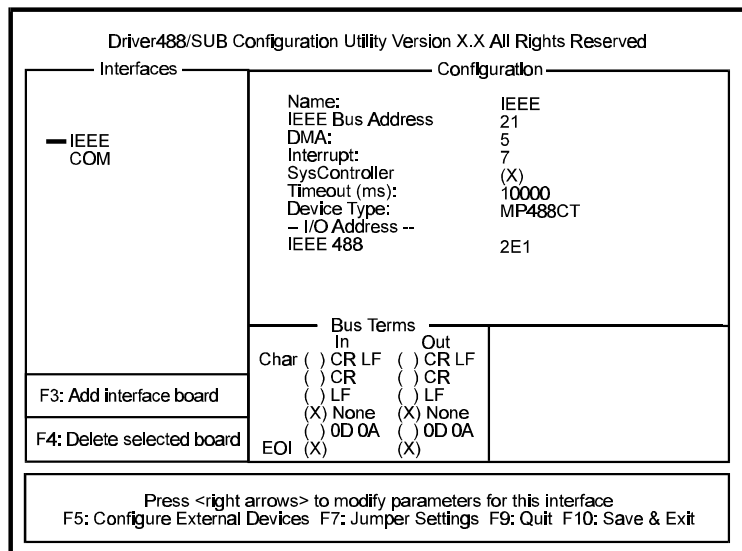 Driver488/SUB Configuration Utility Version X.X All Rights Reserved
Interfaces
IEEE
COM
F3: Add interface board
F4: Delete selected board
Configuration
Name: IEEE
IEEE Bus Address 21
DMA: 5
Interrupt: 7
SysController (X)
Timeout (ms): 10000
Device Type: MP488CT
-- I/O Address --
IEEE 488 2E1
Bus Terms
In Out
Char ( ) CR LF ( ) CR LF
( ) CR ( ) CR
( ) LF ( ) LF
(X) None (X) None
( ) 0D 0A ( ) 0D 0A
EOI (X) (X)
Press <right arrows> to modify parameters for this interface
F5: Configure External Devices F7: Jumper Settings F9: Quit F10: Save & Exit